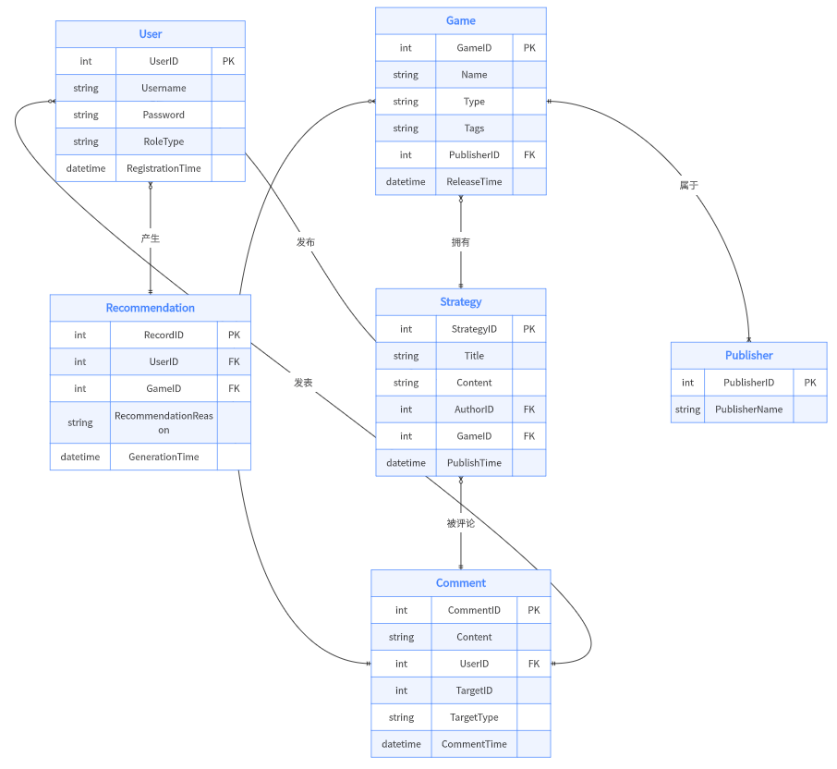 User
int UserID PK
string Username
string Password
string RoleType
datetime RegistrationTime
Game
int GameID PK
string Name
string Type
string Tags
int PublisherID FK
datetime ReleaseTime
产生
发布
拥有
属于
Recommendation
int RecordID PK
int UserID FK
int GameID FK
string RecommendationReas
on
datetime GenerationTime
Strategy
int StrategyID PK
string Title
string Content
int AuthorID FK
int GameID FK
datetime PublishTime
Publisher
int PublisherID PK
string PublisherName
发表
被评论
Comment
int CommentID PK
string Content
int UserID FK
int TargetID
string TargetType
datetime CommentTime